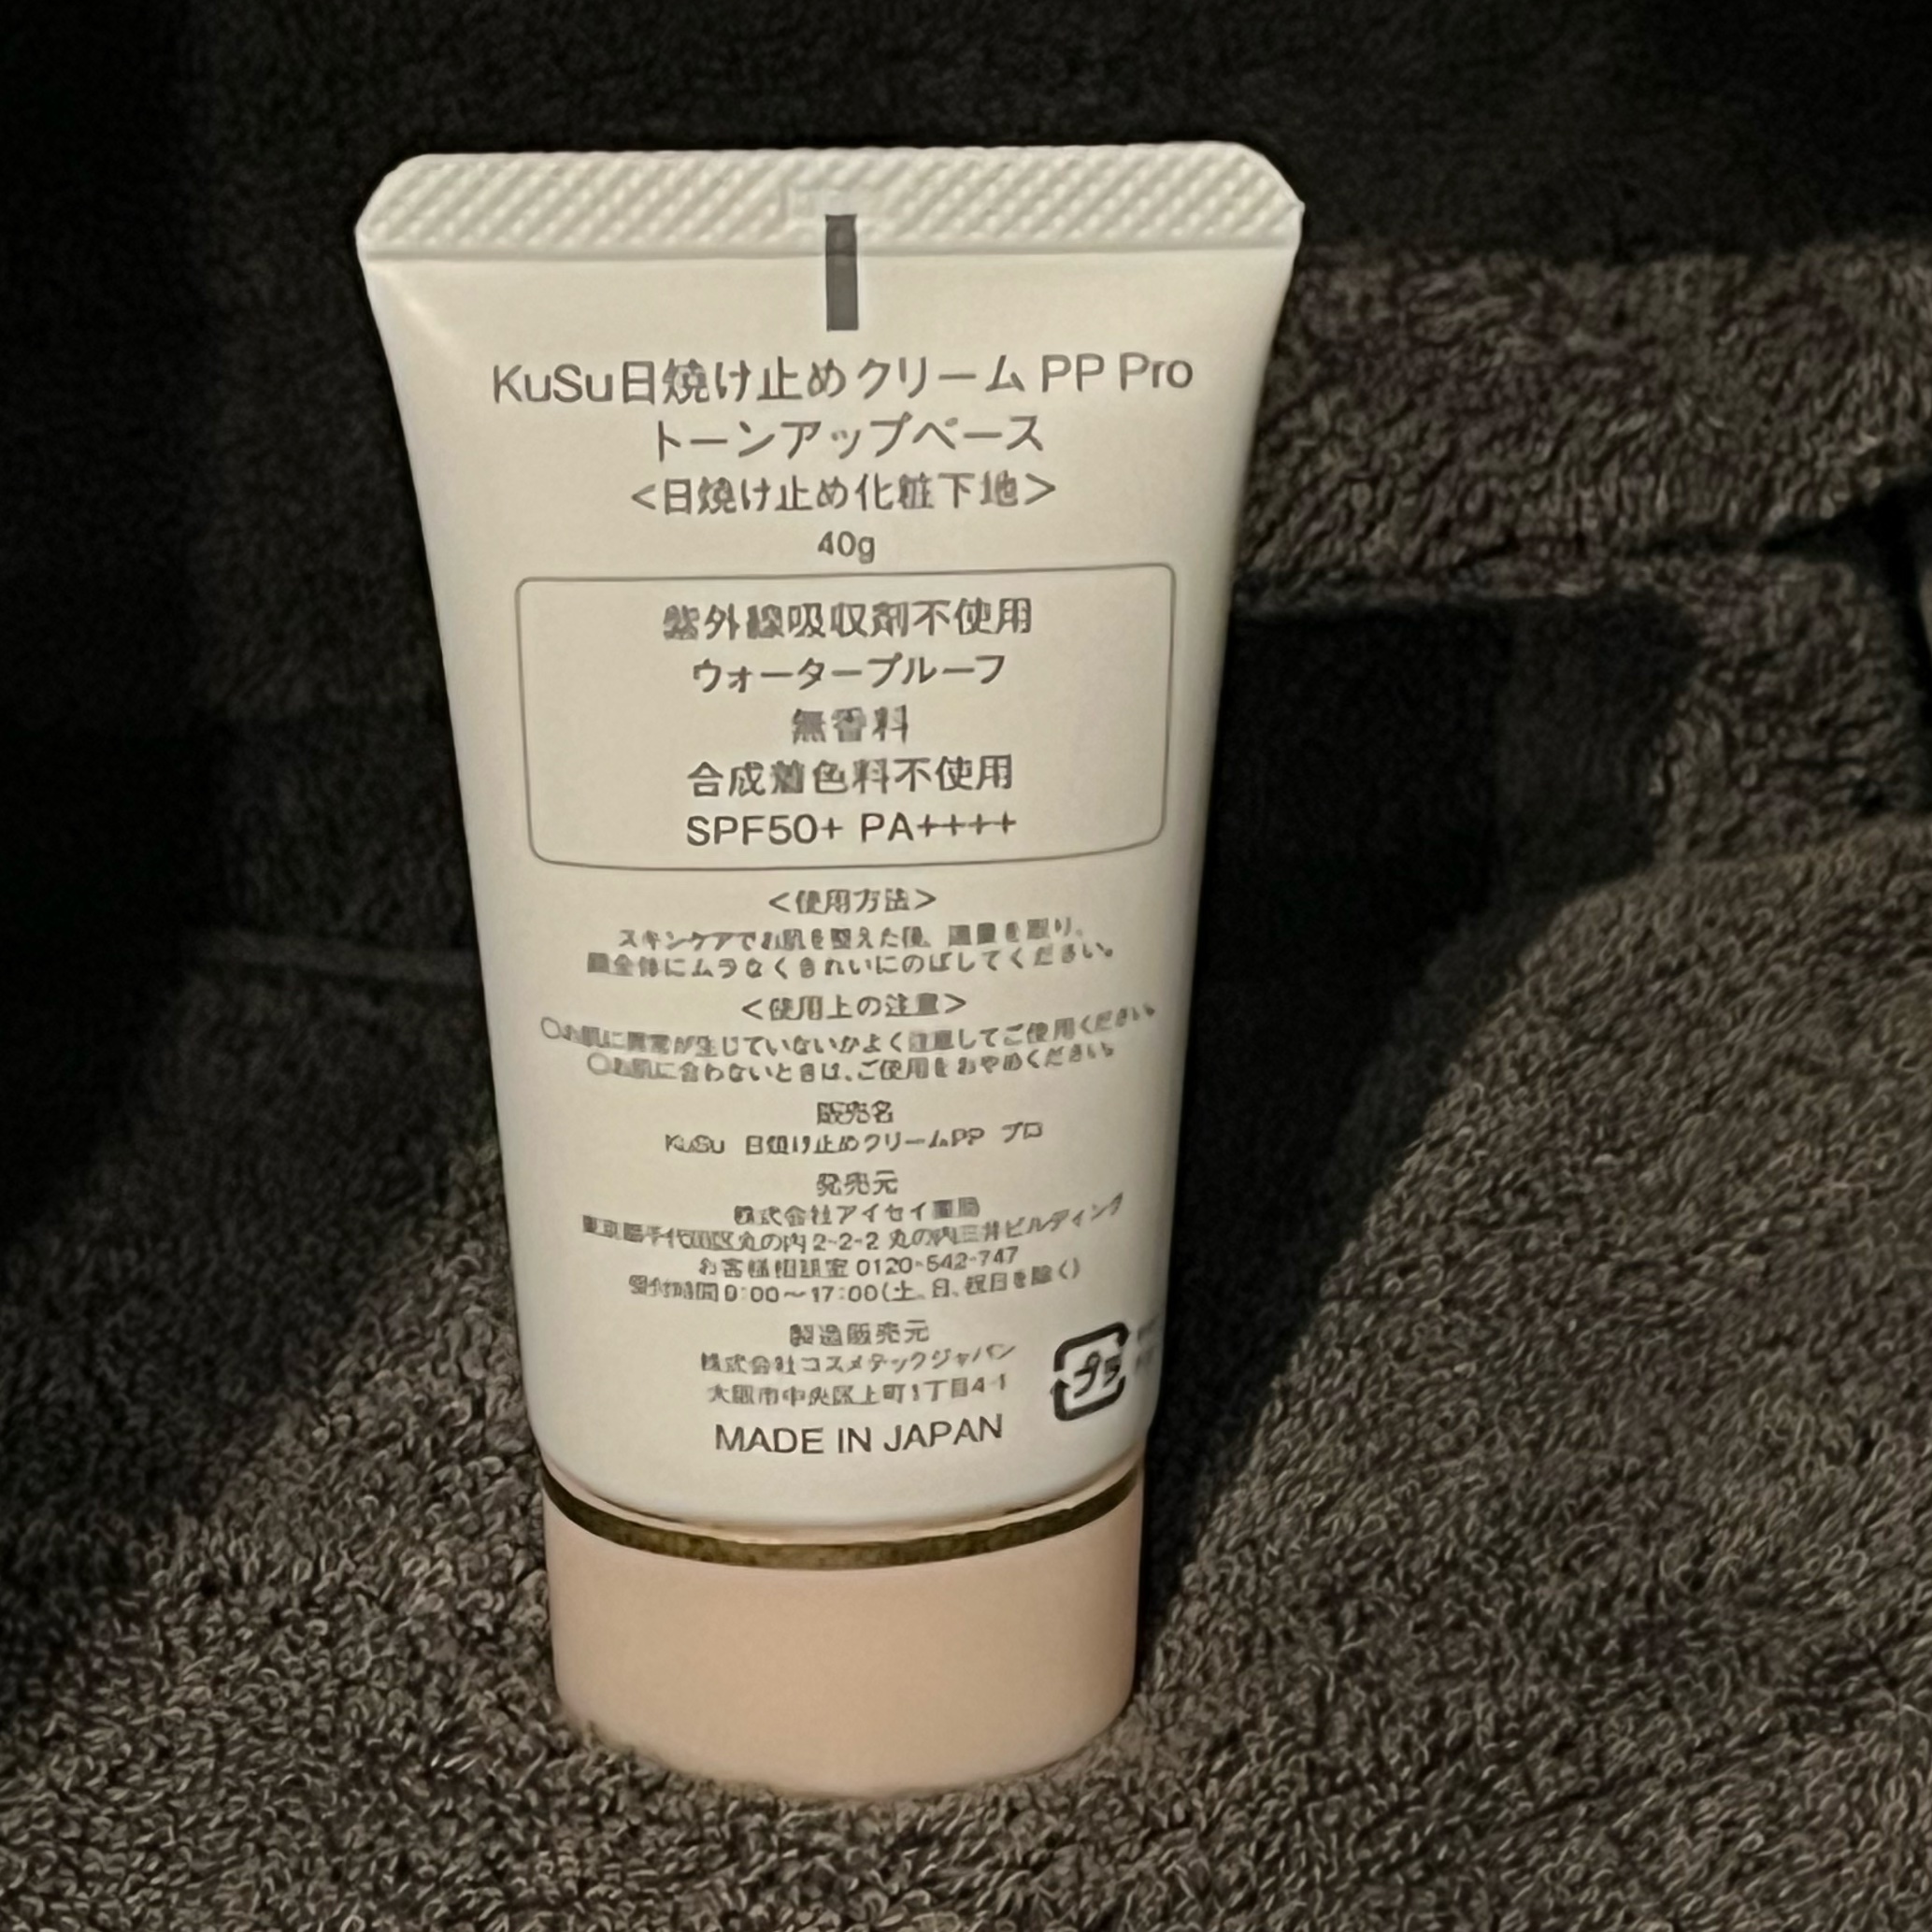 KuSu日焼け止めクリーム PP Pro
トーンアップベース
<日焼け止め化粧下地>
40g
紫外線吸収剤不使用
ウォータープルーフ
無香料
合成着色料不使用
SPF50+ PA++++
<使用方法>
スキンケアでお肌を整えた後、適量を取り、
顔全体にムラなくきれいにのばしてください。
<使用上の注意>
○お肌に異常が生じていないかよく注意してご使用ください。
○お肌に合わないときは、ご使用をおやめください。
販売名
KuSu 日焼け止めクリームPP プロ
発売元
株式会社アイセイ薬局
東京都千代田区丸の内 2-2-2 丸の内三井ビルディング
お客様相談室 0120-542-747
受付時間 9:00～17:00(土、日、祝日を除く)
製造販売元
株式会社コスメテックジャパン
大阪市中央区上町1丁目4-1
プラ
MADE IN JAPAN